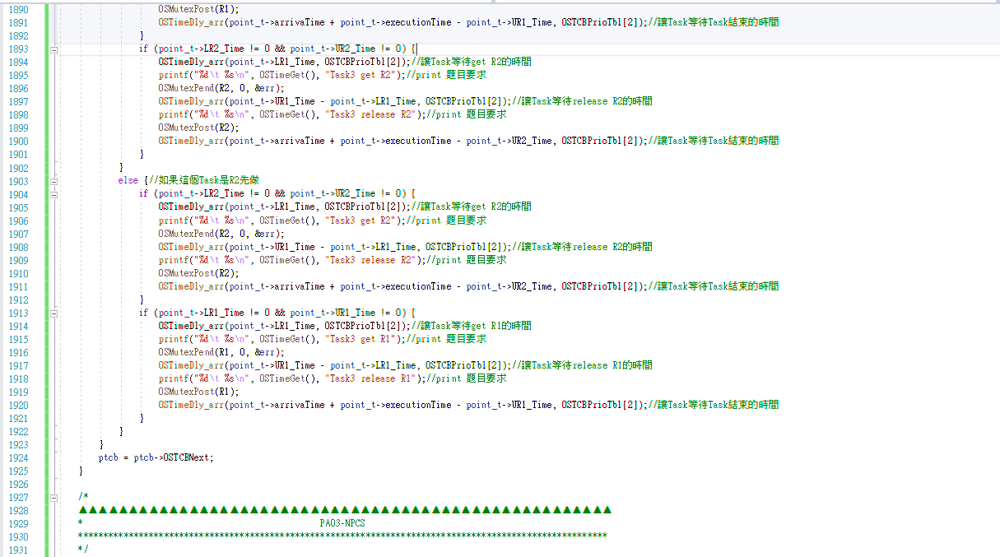 1890 OSMutexPost(R1);
1891 OSTimeDly_arr(point_t->arrivaTime + point_t->executionTime - point_t->UR1_Time, OSTCBPrioTbl[2]);//讓Task等待Task結束的時間
1892 }
1893 if (point_t->LR2_Time != 0 && point_t->UR2_Time != 0) {
1894 OSTimeDly_arr(point_t->LR1_Time, OSTCBPrioTbl[2]);//讓Task等待get R2的時間
1895 printf("%d\t %s\n", OSTimeGet(), "Task3 get R2");//print 題目要求
1896 OSMutexPend(R2, 0, &err);
1897 OSTimeDly_arr(point_t->UR1_Time - point_t->LR1_Time, OSTCBPrioTbl[2]);//讓Task等待release R2的時間
1898 printf("%d\t %s\n", OSTimeGet(), "Task3 release R2");//print 題目要求
1899 OSMutexPost(R2);
1900 OSTimeDly_arr(point_t->arrivaTime + point_t->executionTime - point_t->UR2_Time, OSTCBPrioTbl[2]);//讓Task等待Task結束的時間
1901 }
1902 }
1903 else {//如果這個Task是R2先做
1904 if (point_t->LR2_Time != 0 && point_t->UR2_Time != 0) {
1905 OSTimeDly_arr(point_t->LR1_Time, OSTCBPrioTbl[2]);//讓Task等待get R2的時間
1906 printf("%d\t %s\n", OSTimeGet(), "Task3 get R2");//print 題目要求
1907 OSMutexPend(R2, 0, &err);
1908 OSTimeDly_arr(point_t->UR1_Time - point_t->LR1_Time, OSTCBPrioTbl[2]);//讓Task等待release R2的時間
1909 printf("%d\t %s\n", OSTimeGet(), "Task3 release R2");//print 題目要求
1910 OSMutexPost(R2);
1911 OSTimeDly_arr(point_t->arrivaTime + point_t->executionTime - point_t->UR2_Time, OSTCBPrioTbl[2]);//讓Task等待Task結束的時間
1912 }
1913 if (point_t->LR1_Time != 0 && point_t->UR1_Time != 0) {
1914 OSTimeDly_arr(point_t->LR1_Time, OSTCBPrioTbl[2]);//讓Task等待get R1的時間
1915 printf("%d\t %s\n", OSTimeGet(), "Task3 get R1");//print 題目要求
1916 OSMutexPend(R1, 0, &err);
1917 OSTimeDly_arr(point_t->UR1_Time - point_t->LR1_Time, OSTCBPrioTbl[2]);//讓Task等待release R1的時間
1918 printf("%d\t %s\n", OSTimeGet(), "Task3 release R1");//print 題目要求
1919 OSMutexPost(R1);
1920 OSTimeDly_arr(point_t->arrivaTime + point_t->executionTime - point_t->UR1_Time, OSTCBPrioTbl[2]);//讓Task等待Task結束的時間
1921 }
1922 }
1923 }
1924 ptcb = ptcb->OSTCBNext;
1925 }
1926
1927 /*
1928 ▲▲▲▲▲▲▲▲▲▲▲▲▲▲▲▲▲▲▲▲▲▲▲▲▲▲▲▲▲▲▲▲▲▲▲▲▲▲▲▲▲▲▲▲▲▲▲▲▲▲▲▲▲▲
1929 * PA03-NPCS
1930 *********************************************************************************************************
1931 */